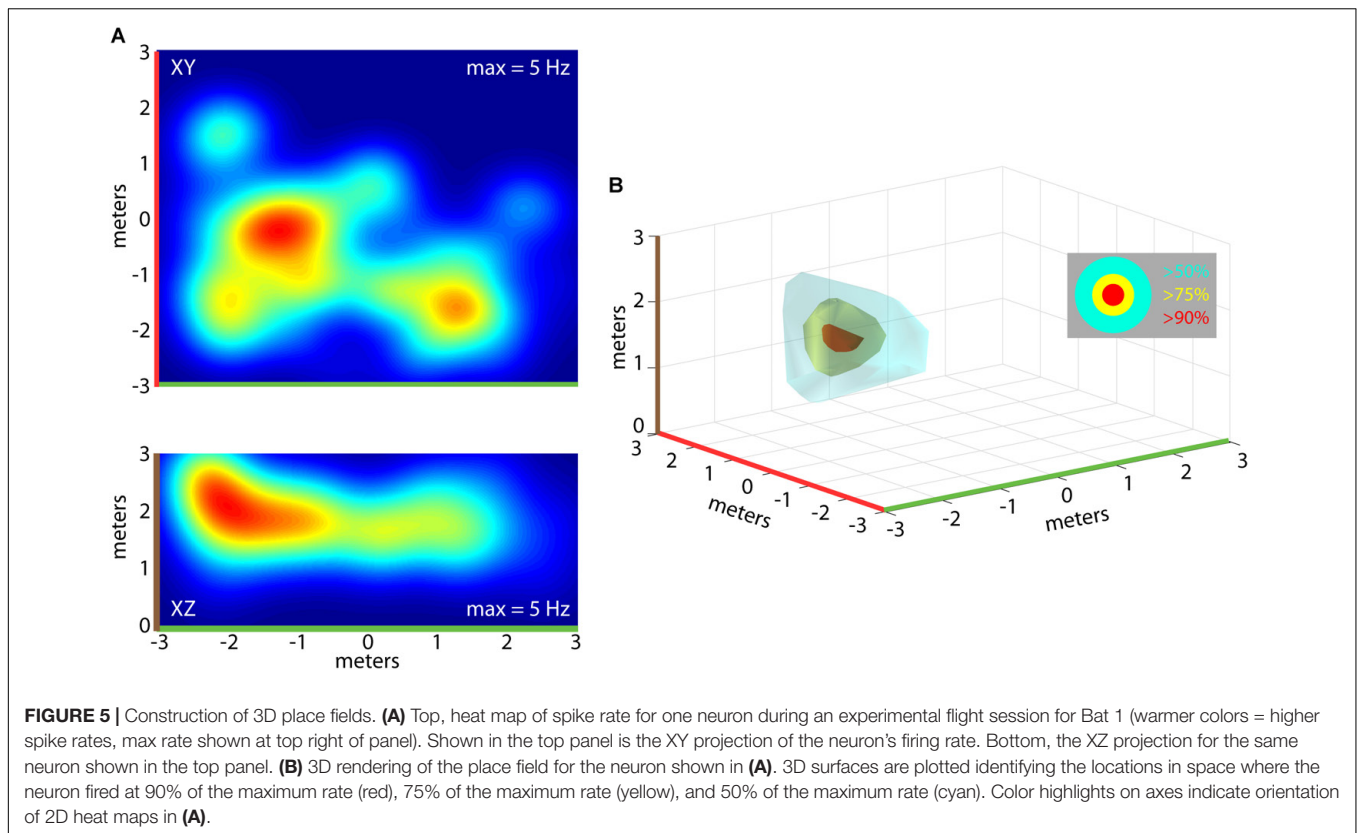 A
3
XY
max = 5 Hz
2
1
0
-1
-2
-3
meters
3
2
1
0
meters
XZ
max = 5 Hz
-3
-2
-1
0
1
2
3
meters
B
3
2
1
0
meters
3
2
1
0
-1
-2
-3
meters
-3
-2
-1
0
1
2
3
meters
>50%
>75%
>90%
FIGURE 5 | Construction of 3D place fields. (A) Top, heat map of spike rate for one neuron during an experimental flight session for Bat 1 (warmer colors = higher
spike rates, max rate shown at top right of panel). Shown in the top panel is the XY projection of the neuron's firing rate. Bottom, the XZ projection for the same
neuron shown in the top panel. (B) 3D rendering of the place field for the neuron shown in (A). 3D surfaces are plotted identifying the locations in space where the
neuron fired at 90% of the maximum rate (red), 75% of the maximum rate (yellow), and 50% of the maximum rate (cyan). Color highlights on axes indicate orientation
of 2D heat maps in (A).